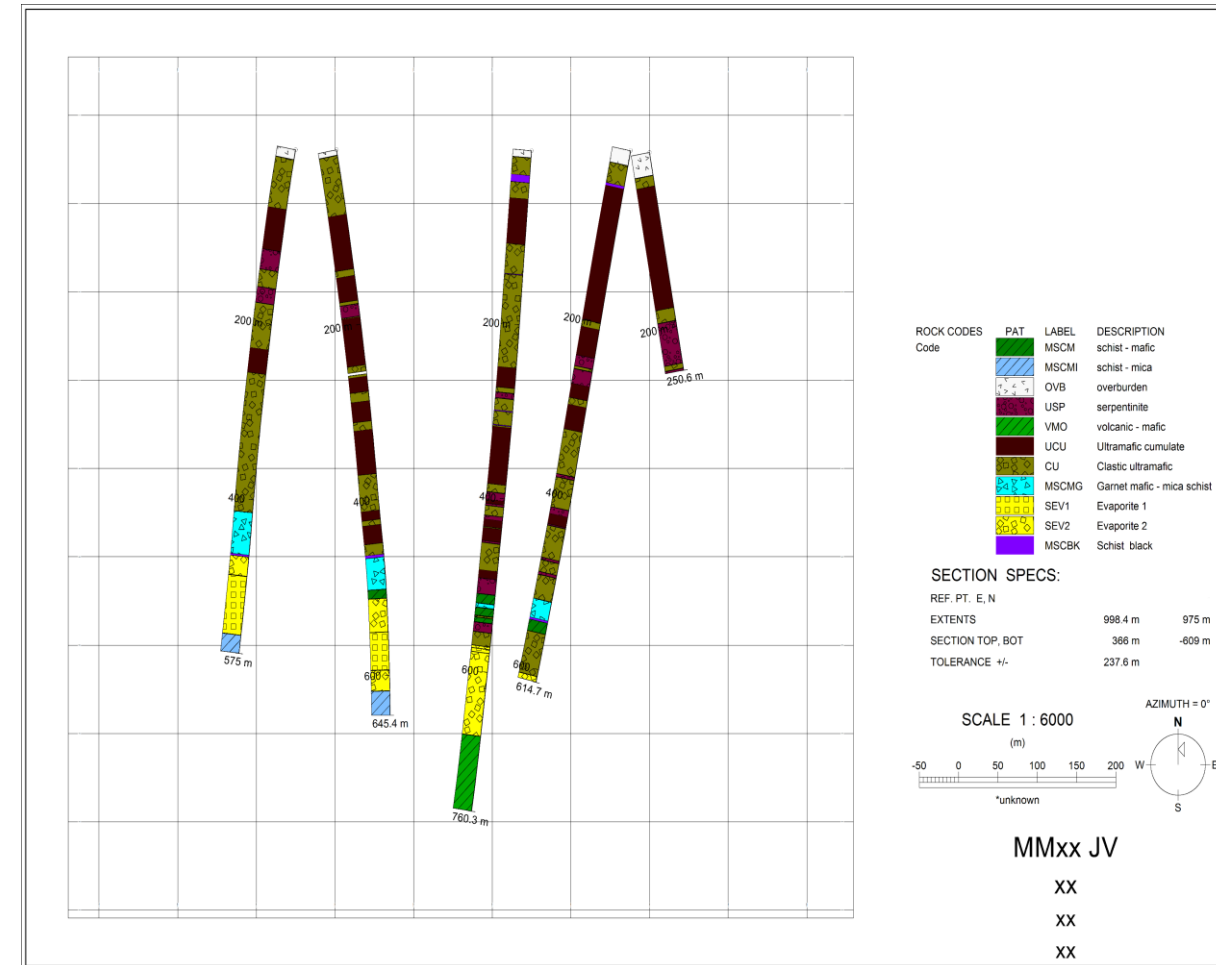 200 m
400
575 m
200
400
600
645.4 m
200 m
400
600
760.3 m
200
400
600
614.7 m
200
250.6 m
ROCK CODES PAT LABEL DESCRIPTION
Code MSCM schist - mafic
MSCMI schist - mica
OVB overburden
USP serpentinite
VMO volcanic - mafic
UCU Ultramafic cumulate
CU Clastic ultramafic
MSCMG Garnet mafic - mica schist
SEV1 Evaporite 1
SEV2 Evaporite 2
MSCBK Schist black
SECTION SPECS:
REF. PT. E, N
EXTENTS 998.4 m 975 m
SECTION TOP, BOT 366 m -609 m
TOLERANCE +/- 237.6 m
SCALE 1 : 6000
(m)
-50 0 50 100 150 200
*unknown
AZIMUTH = 0°
N
W E
S
MMxx JV
xx
xx
xx